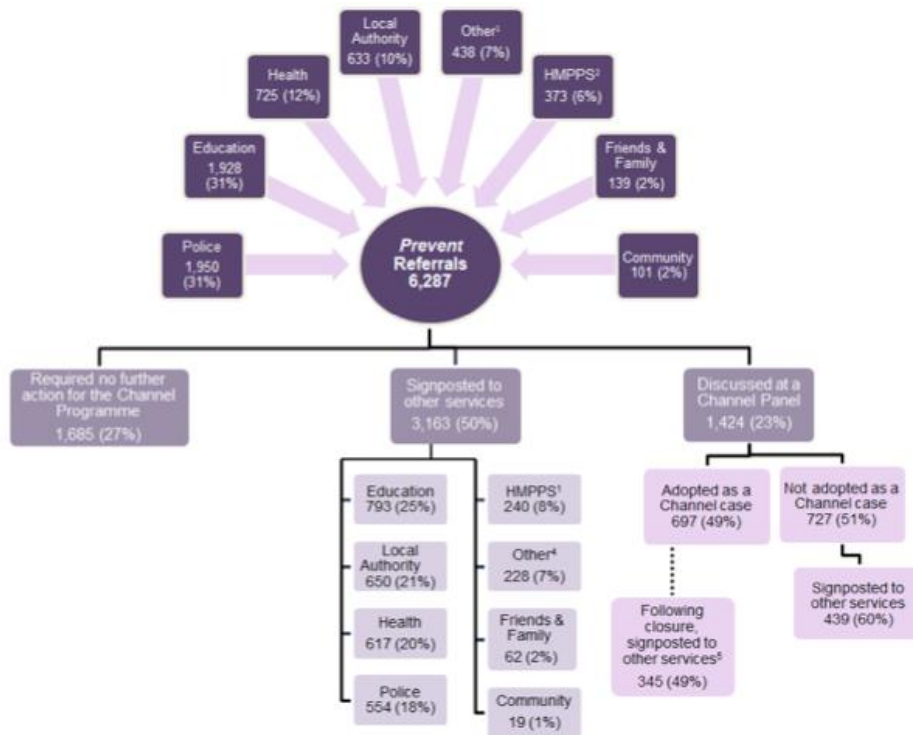 Local
Authority
633 (10%)
Other¹
438 (7%)
Health
725 (12%)
HMPPS²
373 (6%)
Education
1,928
(31%)
Friends &
Family
139 (2%)
Police
1,950
(31%)
Prevent
Referrals
6,287
Community
101 (2%)
Required no further
action for the Channel
Programme
1,685 (27%)
Signposted to
other services
3,163 (50%)
Discussed at a
Channel Panel
1,424 (23%)
Education
793 (25%)
HMPPS¹
240 (8%)
Local
Authority
650 (21%)
Other⁴
228 (7%)
Health
617 (20%)
Friends &
Family
62 (2%)
Police
554 (18%)
Community
19 (1%)
Adopted as a
Channel case
697 (49%)
Not adopted as a
Channel case
727 (51%)
Following
closure,
signposted to
other services⁵
345 (49%)
Signposted to
other services
439 (60%)